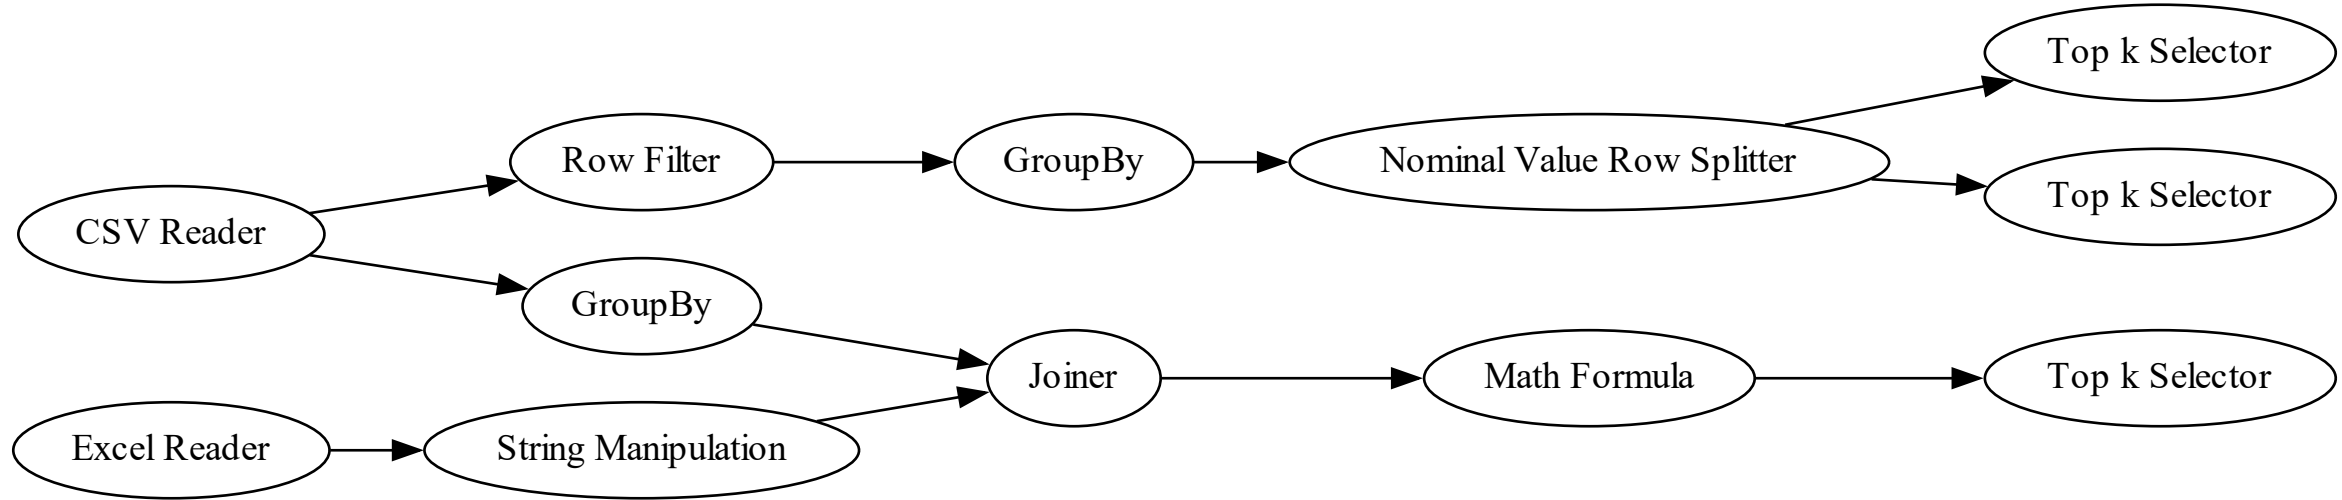 Top k Selector
Row Filter
GroupBy
Nominal Value Row Splitter
Top k Selector
CSV Reader
GroupBy
Joiner
Math Formula
Top k Selector
Excel Reader
String Manipulation